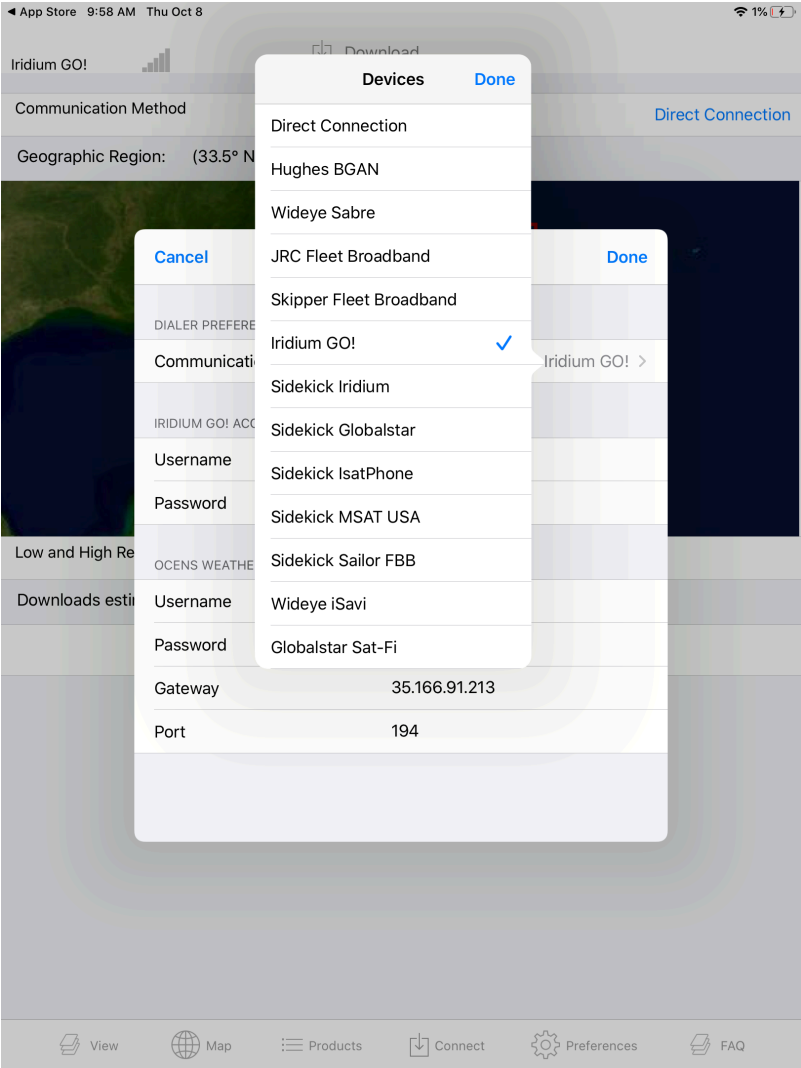 ◀ App Store 9:58 AM Thu Oct 8 1%
Download
Iridium GO!
Devices Done
Communication Method
Direct Connection
Direct Connection
Geographic Region: (33.5° N
Hughes BGAN
Wideye Sabre
Cancel
JRC Fleet Broadband
Done
Skipper Fleet Broadband
DIALER PREFERE
Iridium GO!
Communicati
Iridium GO! >
Sidekick Iridium
IRIDIUM GO! ACC
Sidekick Globalstar
Username
Sidekick IsatPhone
Password
Sidekick MSAT USA
Low and High Re
Sidekick Sailor FBB
OCENS WEATHE
Downloads esti
Username
Wideye iSavi
Password
Globalstar Sat-Fi
Gateway 35.166.91.213
Port 194
View Map Products Connect Preferences FAQ